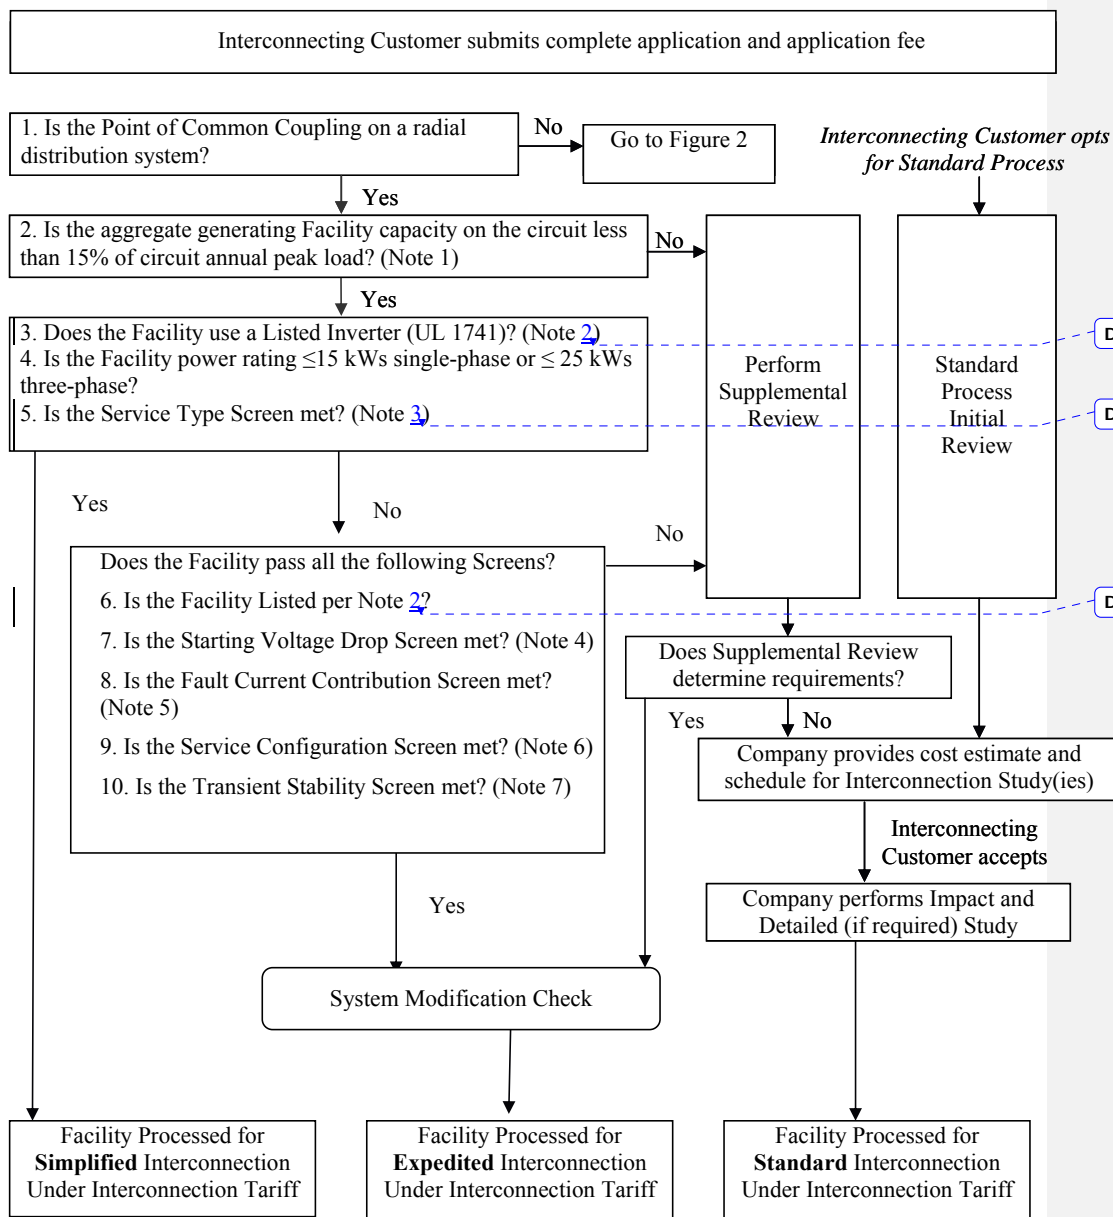 Interconnecting Customer submits complete application and application fee
1. Is the Point of Common Coupling on a radial
distribution system?
No
Go to Figure 2
Interconnecting Customer opts
for Standard Process
Yes
2. Is the aggregate generating Facility capacity on the circuit less
than 15% of circuit annual peak load? (Note 1)
No
Yes
3. Does the Facility use a Listed Inverter (UL 1741)? (Note 2)
4. Is the Facility power rating ≤15 kWs single-phase or ≤ 25 kWs
three-phase?
5. Is the Service Type Screen met? (Note 3)
Perform
Supplemental
Review
Standard
Process
Initial
Review
D
D
Yes
No
No
Does the Facility pass all the following Screens?
6. Is the Facility Listed per Note 2?
7. Is the Starting Voltage Drop Screen met? (Note 4)
8. Is the Fault Current Contribution Screen met?
(Note 5)
9. Is the Service Configuration Screen met? (Note 6)
10. Is the Transient Stability Screen met? (Note 7)
D
Does Supplemental Review
determine requirements?
Yes
No
Company provides cost estimate and
schedule for Interconnection Study(ies)
Interconnecting
Customer accepts
Company performs Impact and
Detailed (if required) Study
Yes
System Modification Check
Facility Processed for
Simplified Interconnection
Under Interconnection Tariff
Facility Processed for
Expedited Interconnection
Under Interconnection Tariff
Facility Processed for
Standard Interconnection
Under Interconnection Tariff